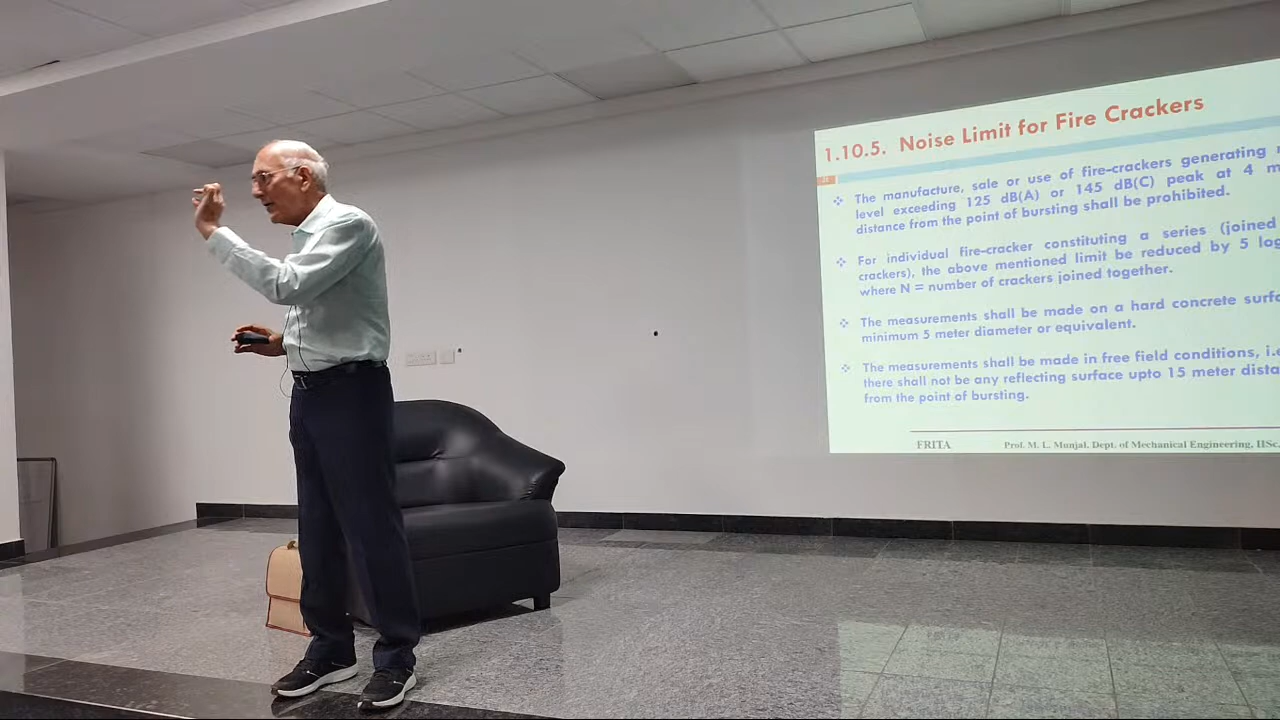 1.10.5. Noise Limit for Fire Crackers
❖ The manufacture, sale or use of fire-crackers generating
level exceeding 125 dB(A) or 145 dB(C) peak at 4 m
distance from the point of bursting shall be prohibited.
❖ For individual fire-cracker constituting a series (joined
crackers), the above mentioned limit be reduced by 5 log
where N = number of crackers joined together.
❖ The measurements shall be made on a hard concrete surfa
minimum 5 meter diameter or equivalent.
❖ The measurements shall be made in free field conditions, i.e
there shall not be any reflecting surface upto 15 meter dista
from the point of bursting.
FRITA Prof. M. L. Munjal, Dept. of Mechanical Engineering, IISc,